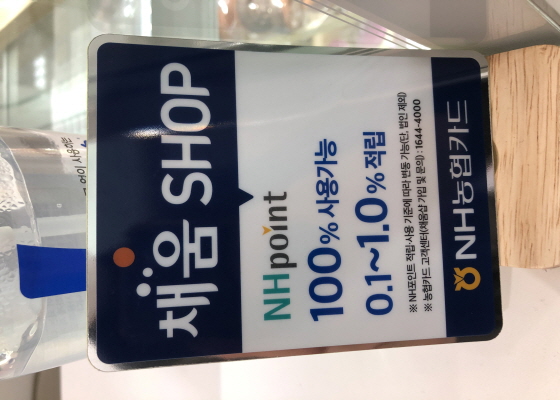 채움 SHOP
NHpoint
100% 사용가능
0.1~1.0% 적립
※ NH포인트 적립·사용 기준에 따라 변동 가능(단, 법인 제외)
※ 농협카드 고객센터(채움샵 가입 및 문의) : 1644-4000
NH농협카드